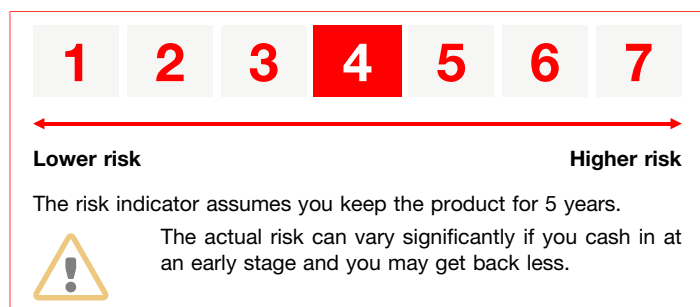 1 2 3 4 5 6 7
Lower risk Higher risk
The risk indicator assumes you keep the product for 5 years.
The actual risk can vary significantly if you cash in at
an early stage and you may get back less.